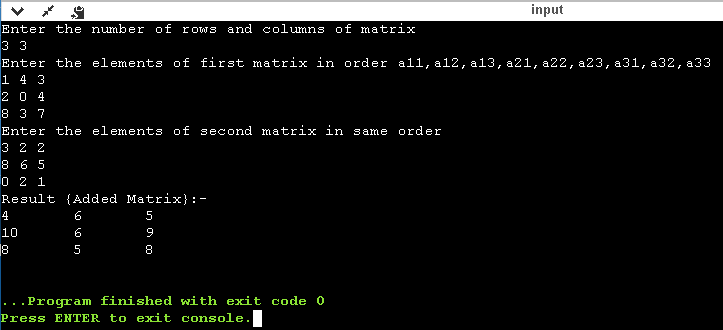 input
Enter the number of rows and columns of matrix
3 3
Enter the elements of first matrix in order a11,a12,a13,a21,a22,a23,a31,a32,a33
1 4 3
2 0 4
8 3 7
Enter the elements of second matrix in same order
3 2 2
8 6 5
0 2 1
Result {Added Matrix}:-
4 6 5
10 6 9
8 5 8
...Program finished with exit code 0
Press ENTER to exit console.